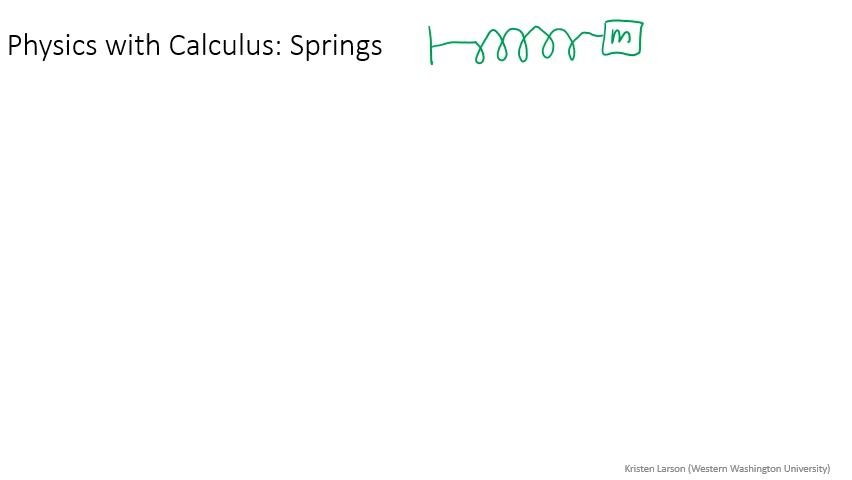 Physics with Calculus: Springs
m
Kristen Larson (Western Washington University)